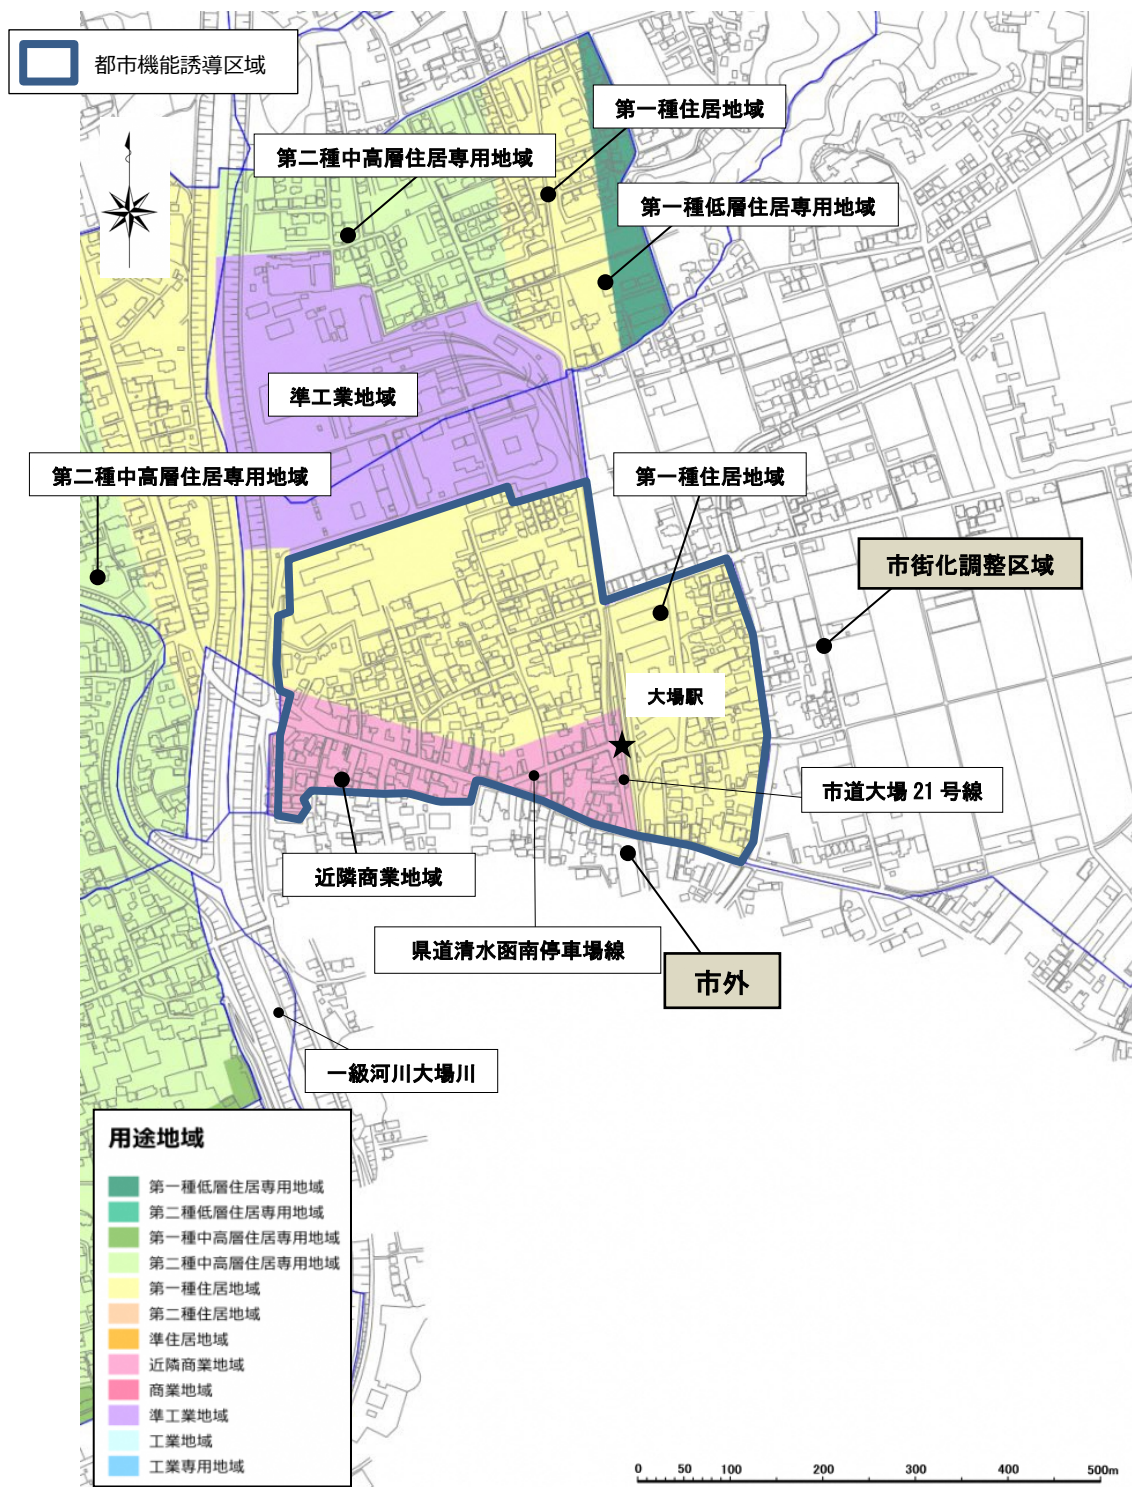 都市機能誘導区域
第一種住居地域
第二種中高層住居専用地域
第一種低層住居専用地域
準工業地域
第二種中高層住居専用地域
第一種住居地域
市街化調整区域
大場駅
市道大場 21 号線
近隣商業地域
県道清水函南停車場線
市外
一級河川大場川
用途地域
第一種低層住居専用地域
第二種低層住居専用地域
第一種中高層住居専用地域
第二種中高層住居専用地域
第一種住居地域
第二種住居地域
準住居地域
近隣商業地域
商業地域
準工業地域
工業地域
工業専用地域
0 50 100 200 300 400 500m